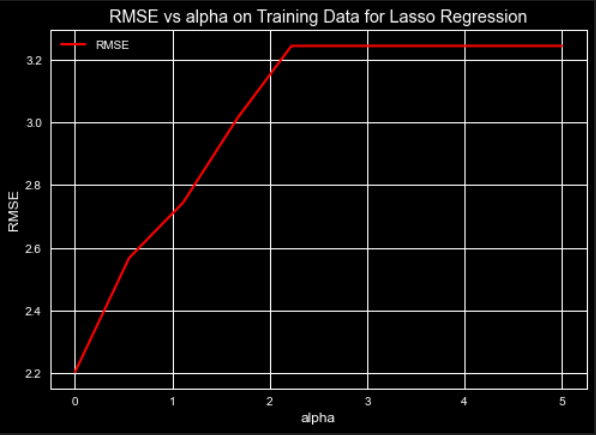 RMSE vs alpha on Training Data for Lasso Regression
RMSE
3.2
3.0
2.8
2.6
2.4
2.2
RMSE
0 1 2 3 4 5
alpha